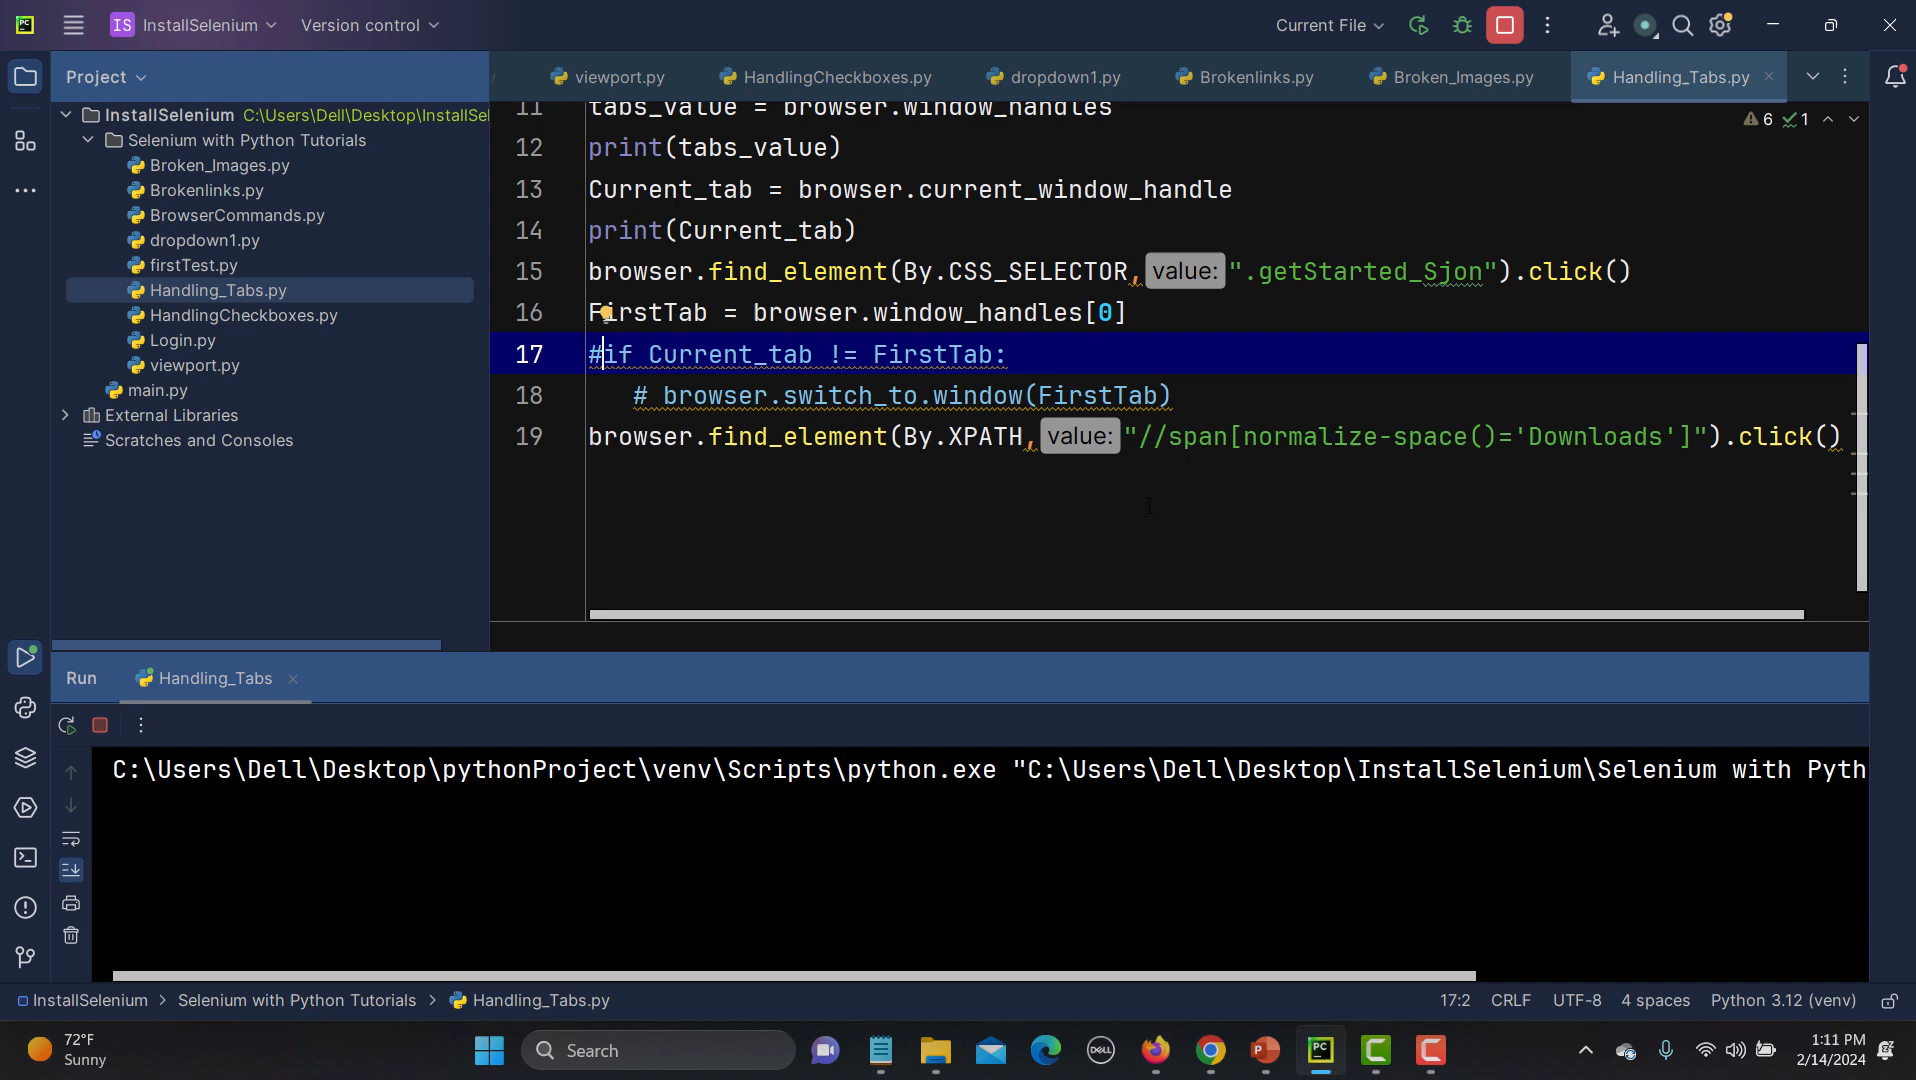 IS InstallSelenium Version control Current File
Project
viewport.py HandlingCheckboxes.py dropdown1.py Brokenlinks.py Broken_Images.py Handling_Tabs.py
InstallSelenium C:\Users\Dell\Desktop\InstallSel
Selenium with Python Tutorials
Broken_Images.py
Brokenlinks.py
BrowserCommands.py
dropdown1.py
firstTest.py
Handling_Tabs.py
HandlingCheckboxes.py
Login.py
viewport.py
main.py
External Libraries
Scratches and Consoles
6 1
11 tabs_value = browser.window_handles
12 print(tabs_value)
13 Current_tab = browser.current_window_handle
14 print(Current_tab)
15 browser.find_element(By.CSS_SELECTOR, value: ".getStarted_Sjon").click()
16 FirstTab = browser.window_handles[0]
17 #if Current_tab != FirstTab:
18 # browser.switch_to.window(FirstTab)
19 browser.find_element(By.XPATH, value: "//span[normalize-space()='Downloads']").click()
Run Handling_Tabs
C:\Users\Dell\Desktop\pythonProject\venv\Scripts\python.exe "C:\Users\Dell\Desktop\InstallSelenium\Selenium with Pyth
InstallSelenium > Selenium with Python Tutorials > Handling_Tabs.py 17:2 CRLF UTF-8 4 spaces Python 3.12 (venv)
72°F
Sunny
Search
DELL
1:11 PM
2/14/2024